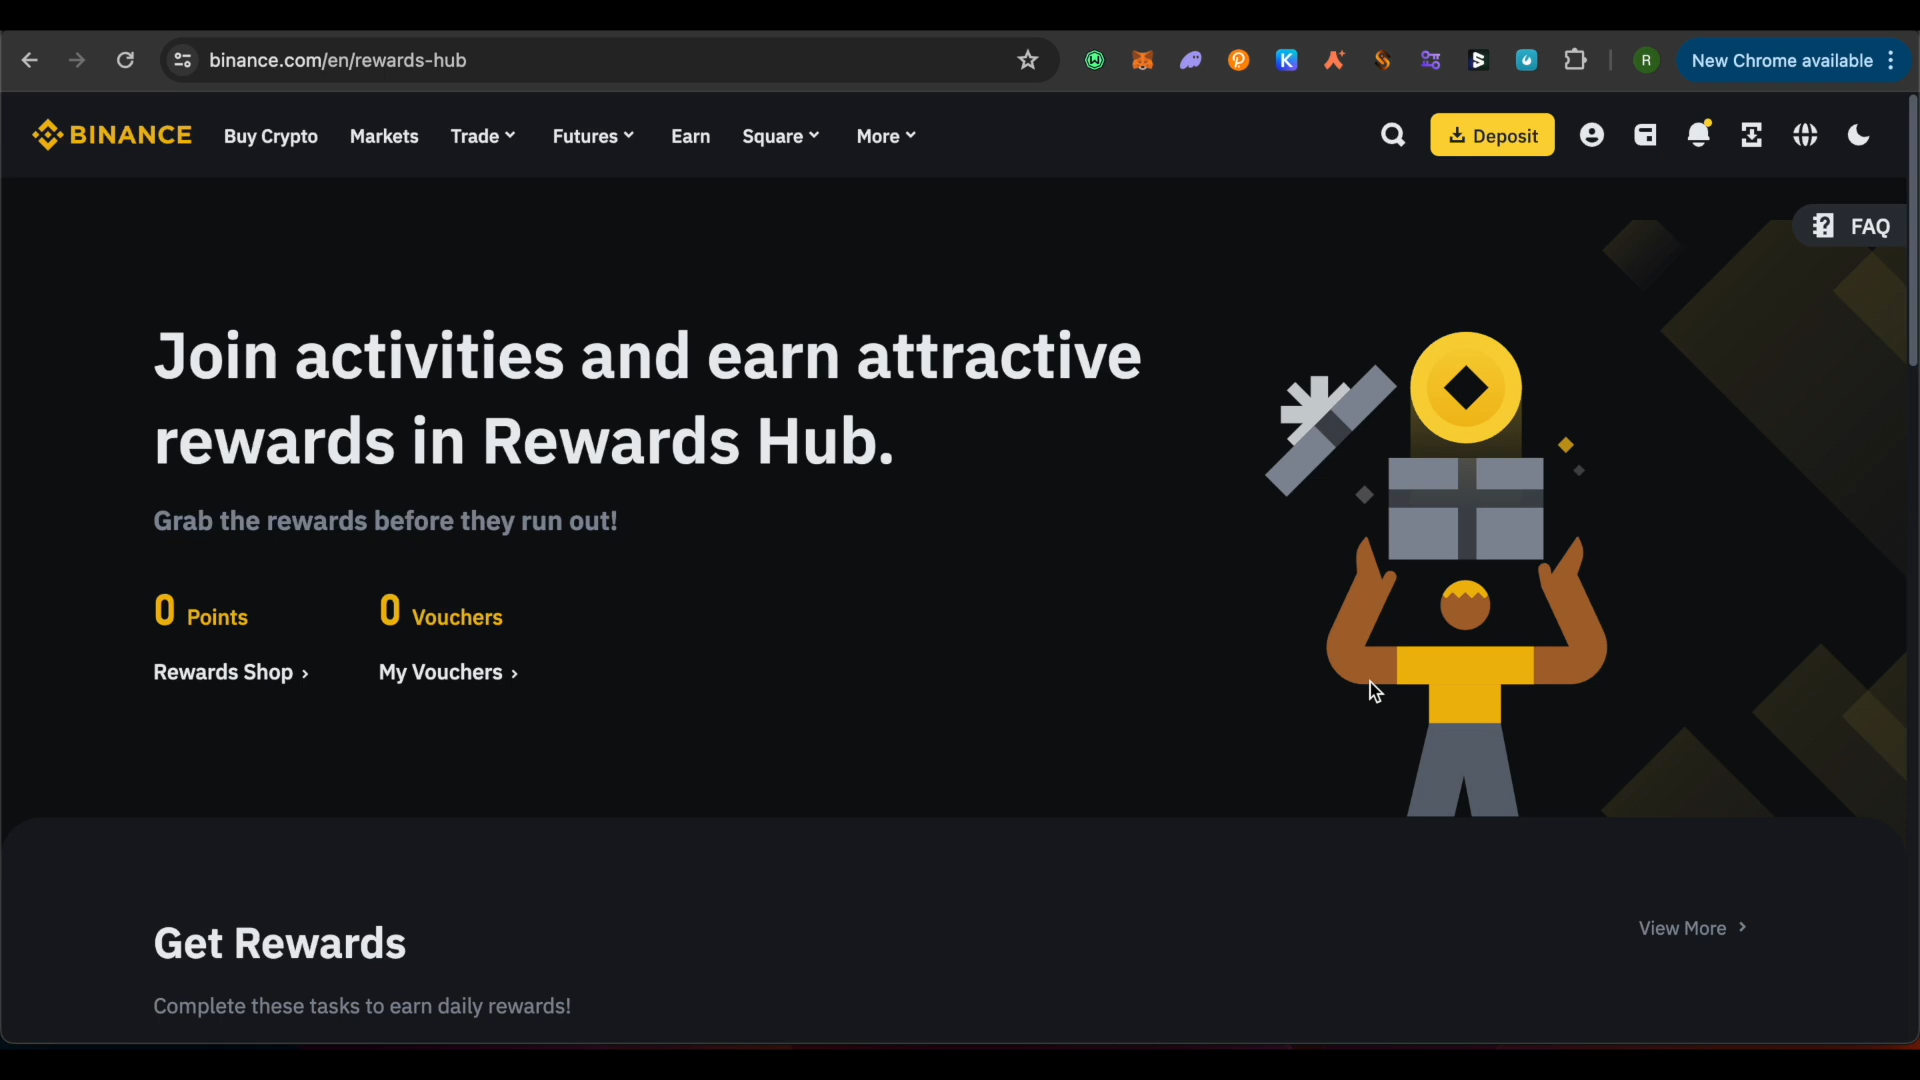 binance.com/en/rewards-hub
R
New Chrome available
BINANCE
Buy Crypto
Markets
Trade
Futures
Earn
Square
More
Deposit
FAQ
Join activities and earn attractive
rewards in Rewards Hub.
Grab the rewards before they run out!
0 Points
0 Vouchers
Rewards Shop
My Vouchers
Get Rewards
View More
Complete these tasks to earn daily rewards!